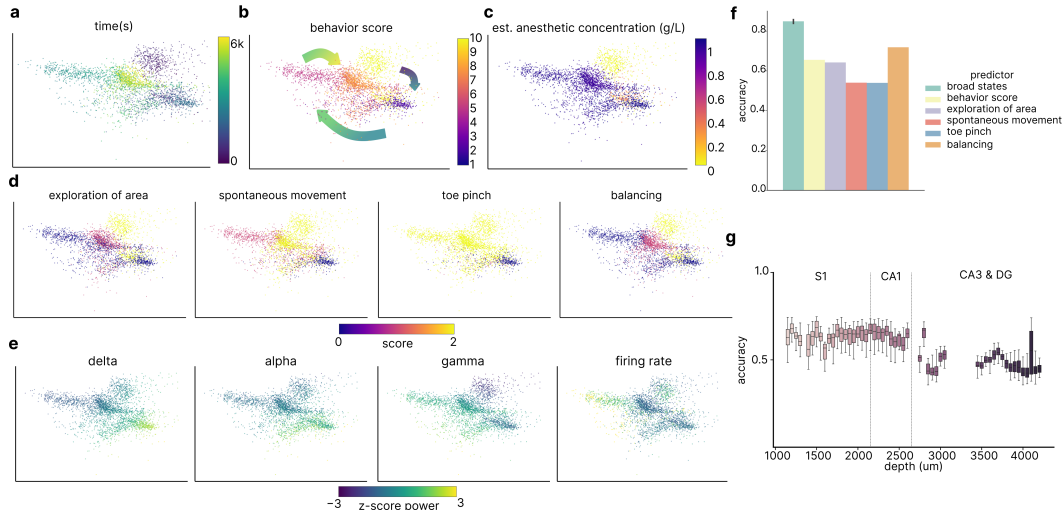 a
time(s)
6k
0
b
behavior score
10
9
8
7
6
5
4
3
2
1
c
est. anesthetic concentration (g/L)
1
0.8
0.6
0.4
0.2
0
d
exploration of area
spontaneous movement
toe pinch
balancing
0
score
2
e
delta
alpha
gamma
firing rate
−3
z-score power
3
f
accuracy
0.8
0.6
0.4
0.2
0.0
predictor
broad states
behavior score
exploration of area
spontaneous movement
toe pinch
balancing
g
S1
CA1
CA3 & DG
accuracy
1.0
0.5
1000
1500
2000
2500
3000
3500
4000
depth (um)